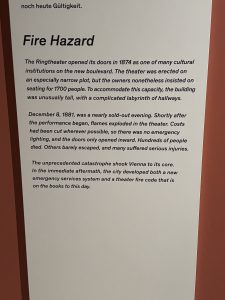 noch heute Gültigkeit.
Fire Hazard
The Ringtheater opened its doors in 1874 as one of many cultural
institutions on the new boulevard. The theater was erected on
an especially narrow plot, but the owners nonetheless insisted on
seating for 1700 people. To accommodate this capacity, the building
was unusually tall, with a complicated labyrinth of hallways.
December 8, 1881, was a nearly sold-out evening. Shortly after
the performance began, flames exploded in the theater. Costs
had been cut wherever possible, so there was no emergency
lighting, and the doors only opened inward. Hundreds of people
died. Others barely escaped, and many suffered serious injuries.
The unprecedented catastrophe shook Vienna to its core.
In the immediate aftermath, the city developed both a new
emergency services system and a theater fire code that is
on the books to this day.